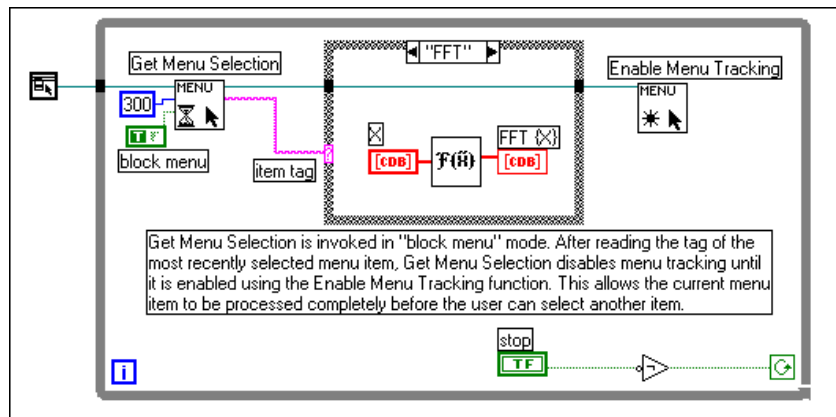 "FFT"
Get Menu Selection
Enable Menu Tracking
MENU
MENU
300
T
X
FFT {X}
[CDB]
F(x)
[CDB]
block menu
item tag
?
Get Menu Selection is invoked in "block menu" mode. After reading the tag of the
most recently selected menu item, Get Menu Selection disables menu tracking until
it is enabled using the Enable Menu Tracking function. This allows the current menu
item to be processed completely before the user can select another item.
stop
TF
i